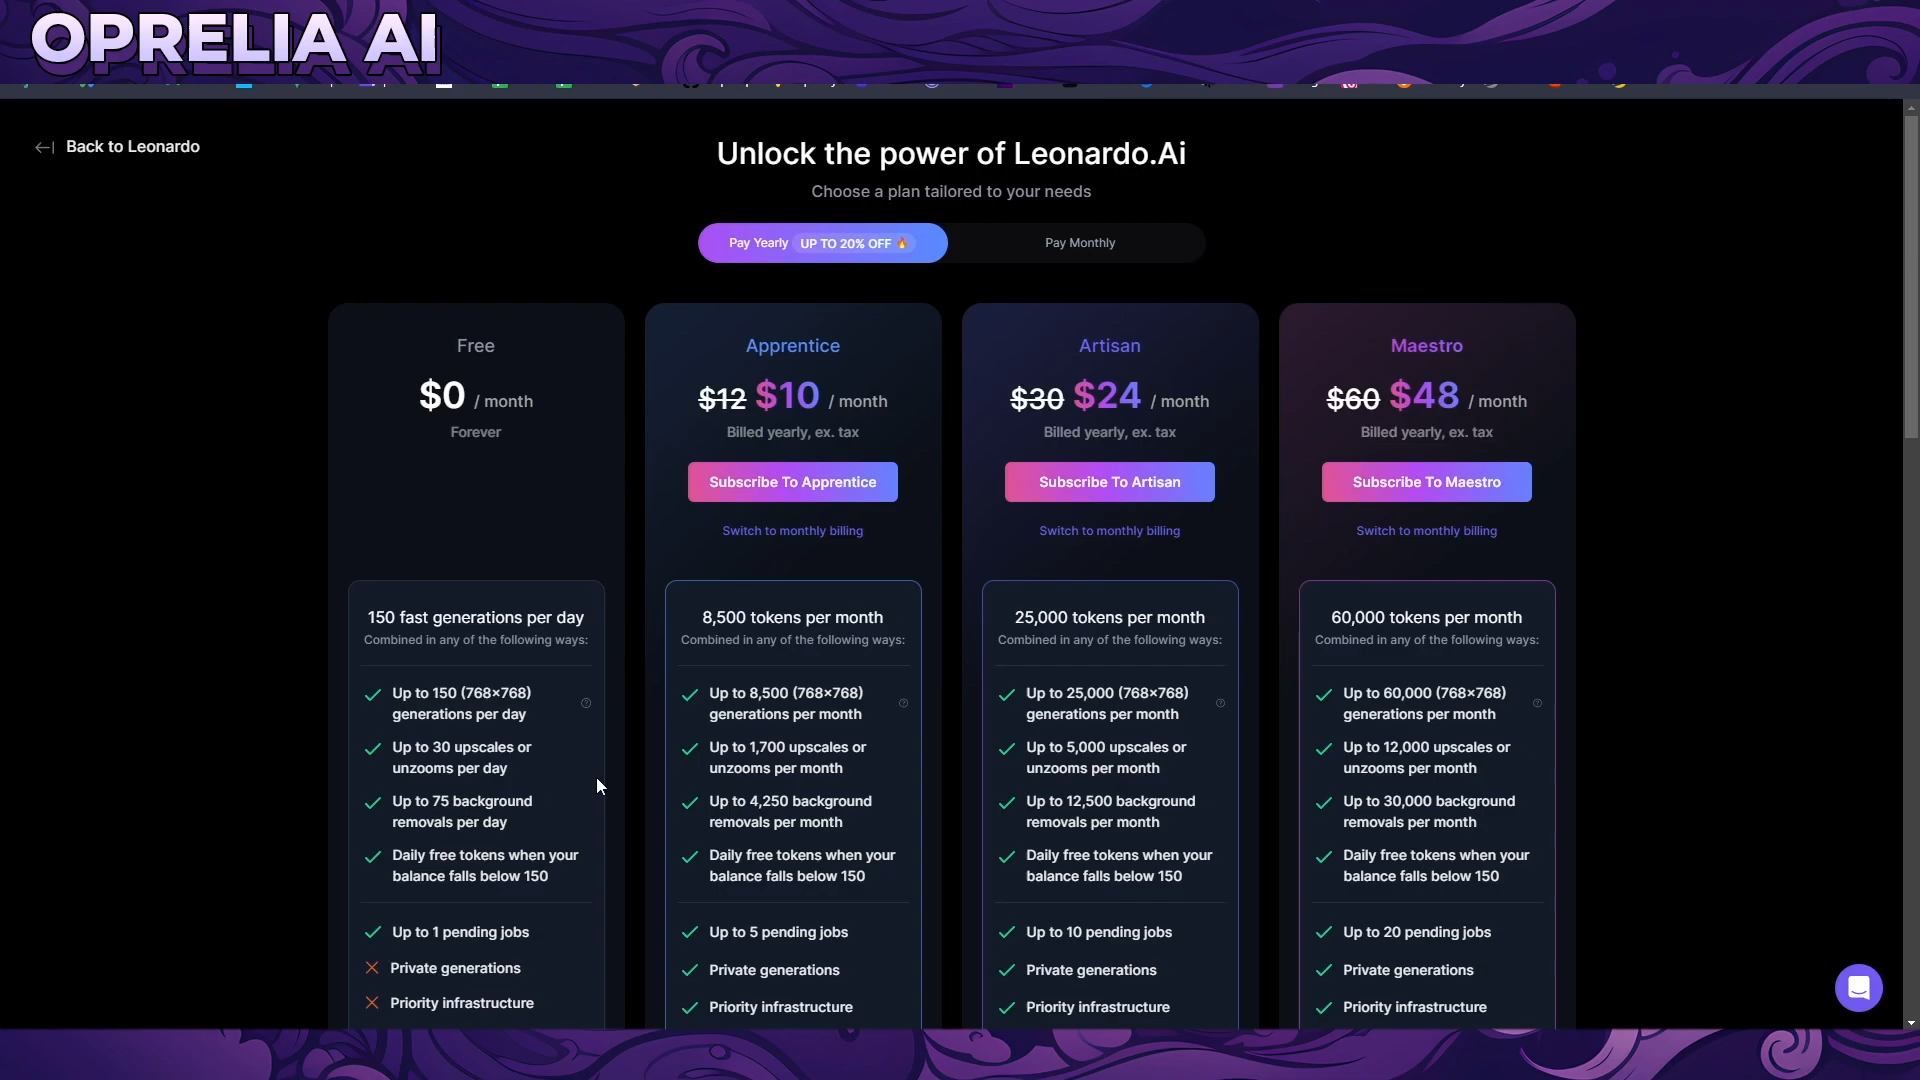 OPRELIA AI
Back to Leonardo
Unlock the power of Leonardo.Ai
Choose a plan tailored to your needs
Pay Yearly UP TO 20% OFF 🔥
Pay Monthly
Free
$0 / month
Forever
150 fast generations per day
Combined in any of the following ways:
Up to 150 (768×768)
generations per day
Up to 30 upscales or
unzooms per day
Up to 75 background
removals per day
Daily free tokens when your
balance falls below 150
Up to 1 pending jobs
Private generations
Priority infrastructure
Apprentice
$12 $10 / month
Billed yearly, ex. tax
Subscribe To Apprentice
Switch to monthly billing
8,500 tokens per month
Combined in any of the following ways:
Up to 8,500 (768×768)
generations per month
Up to 1,700 upscales or
unzooms per month
Up to 4,250 background
removals per month
Daily free tokens when your
balance falls below 150
Up to 5 pending jobs
Private generations
Priority infrastructure
Artisan
$30 $24 / month
Billed yearly, ex. tax
Subscribe To Artisan
Switch to monthly billing
25,000 tokens per month
Combined in any of the following ways:
Up to 25,000 (768×768)
generations per month
Up to 5,000 upscales or
unzooms per month
Up to 12,500 background
removals per month
Daily free tokens when your
balance falls below 150
Up to 10 pending jobs
Private generations
Priority infrastructure
Maestro
$60 $48 / month
Billed yearly, ex. tax
Subscribe To Maestro
Switch to monthly billing
60,000 tokens per month
Combined in any of the following ways:
Up to 60,000 (768×768)
generations per month
Up to 12,000 upscales or
unzooms per month
Up to 30,000 background
removals per month
Daily free tokens when your
balance falls below 150
Up to 20 pending jobs
Private generations
Priority infrastructure